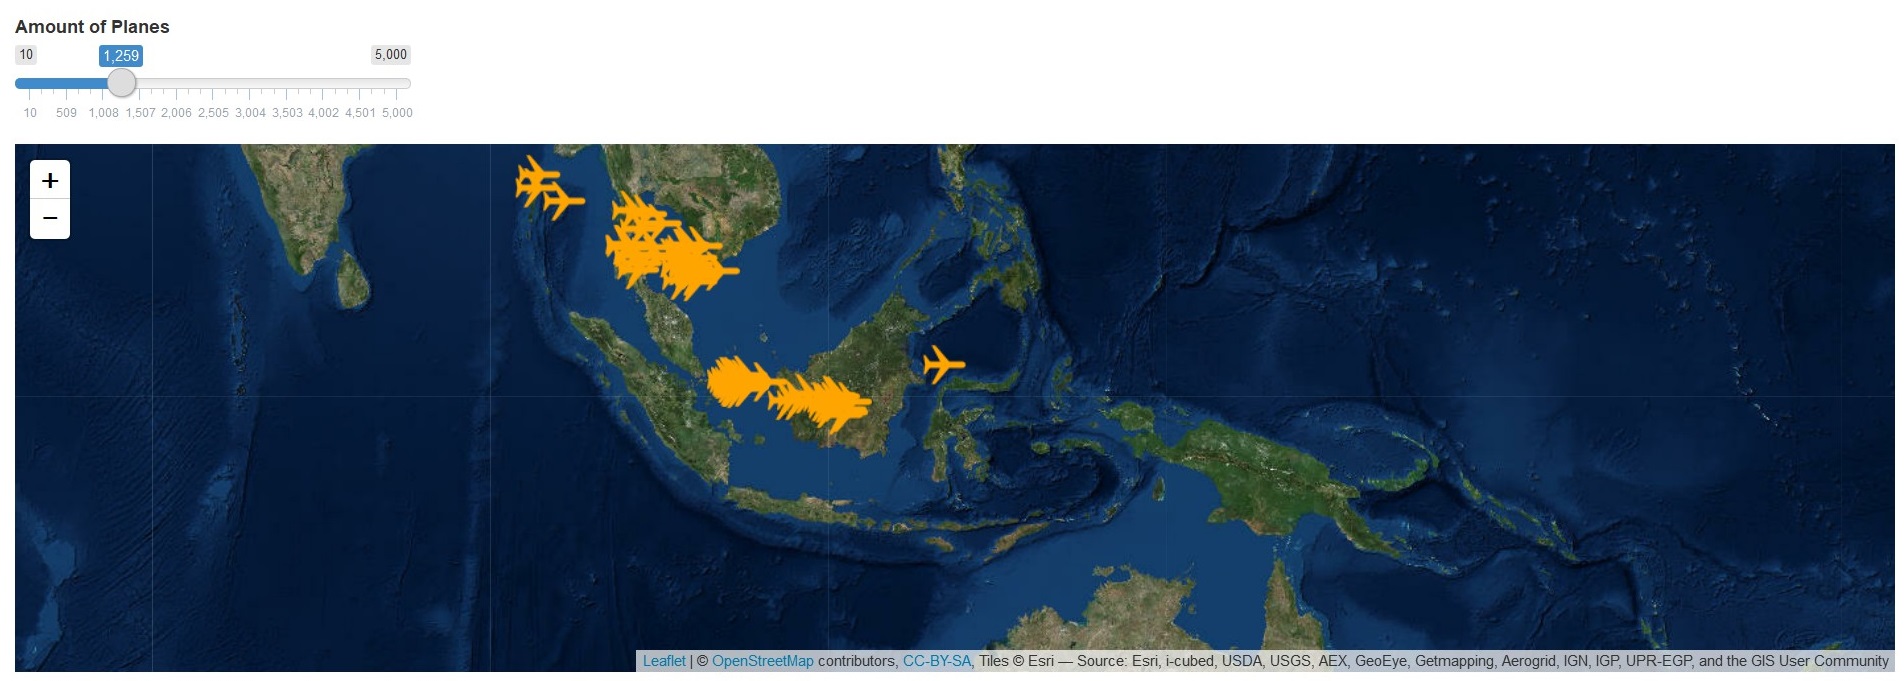 Amount of Planes
10 1,259 5,000
10 509 1,008 1,507 2,006 2,505 3,004 3,503 4,002 4,501 5,000
+
−
Leaflet | © OpenStreetMap contributors, CC-BY-SA, Tiles © Esri — Source: Esri, i-cubed, USDA, USGS, AEX, GeoEye, Getmapping, Aerogrid, IGN, IGP, UPR-EGP, and the GIS User Community